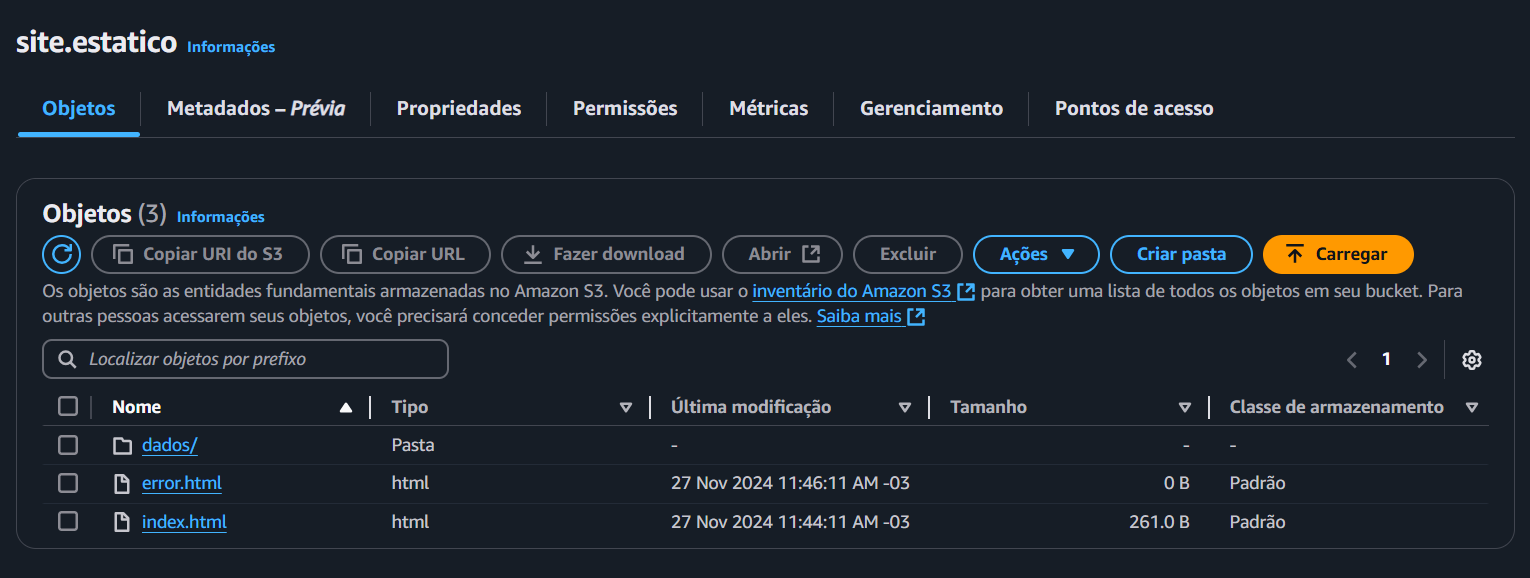 site.estatico Informações
Objetos Metadados – Prévia Propriedades Permissões Métricas Gerenciamento Pontos de acesso
Objetos (3) Informações
Copiar URI do S3 Copiar URL Fazer download Abrir Excluir Ações Criar pasta Carregar
Os objetos são as entidades fundamentais armazenadas no Amazon S3. Você pode usar o inventário do Amazon S3 para obter uma lista de todos os objetos em seu bucket. Para
outras pessoas acessarem seus objetos, você precisará conceder permissões explicitamente a eles. Saiba mais
Localizar objetos por prefixo 1
Nome Tipo Última modificação Tamanho Classe de armazenamento
dados/ Pasta - - -
error.html html 27 Nov 2024 11:46:11 AM -03 0 B Padrão
index.html html 27 Nov 2024 11:44:11 AM -03 261.0 B Padrão